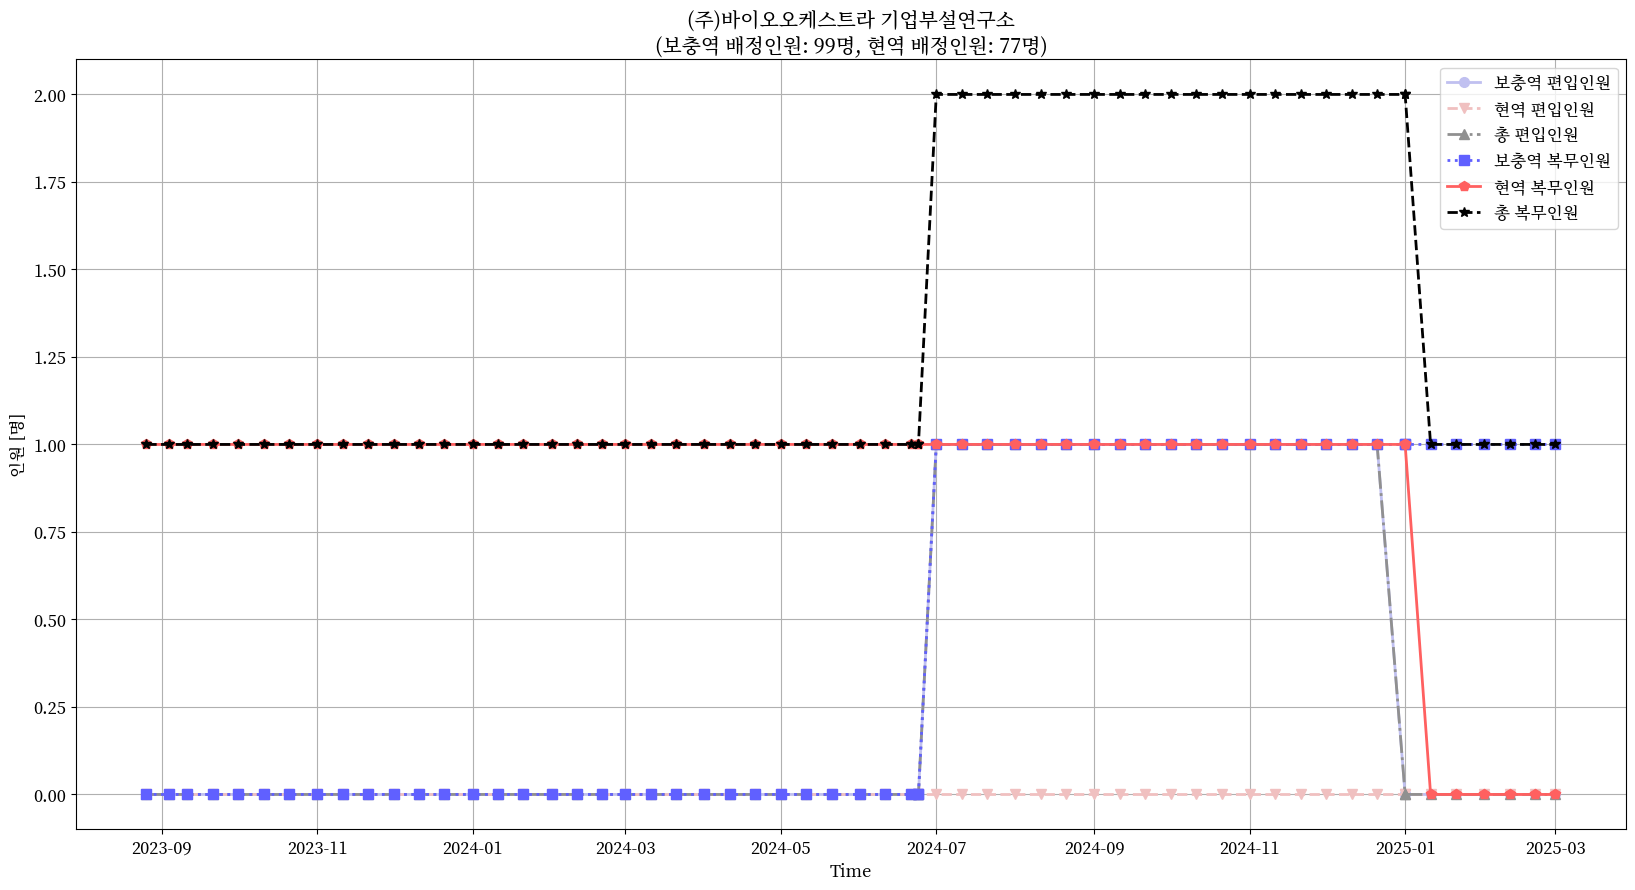 (주)바이오오케스트라 기업부설연구소
(보충역 배정인원: 99명, 현역 배정인원: 77명)
보충역 편입인원
현역 편입인원
총 편입인원
보충역 복무인원
현역 복무인원
총 복무인원
인원 [명]
2.00
1.75
1.50
1.25
1.00
0.75
0.50
0.25
0.00
2023-09 2023-11 2024-01 2024-03 2024-05 2024-07 2024-09 2024-11 2025-01 2025-03
Time